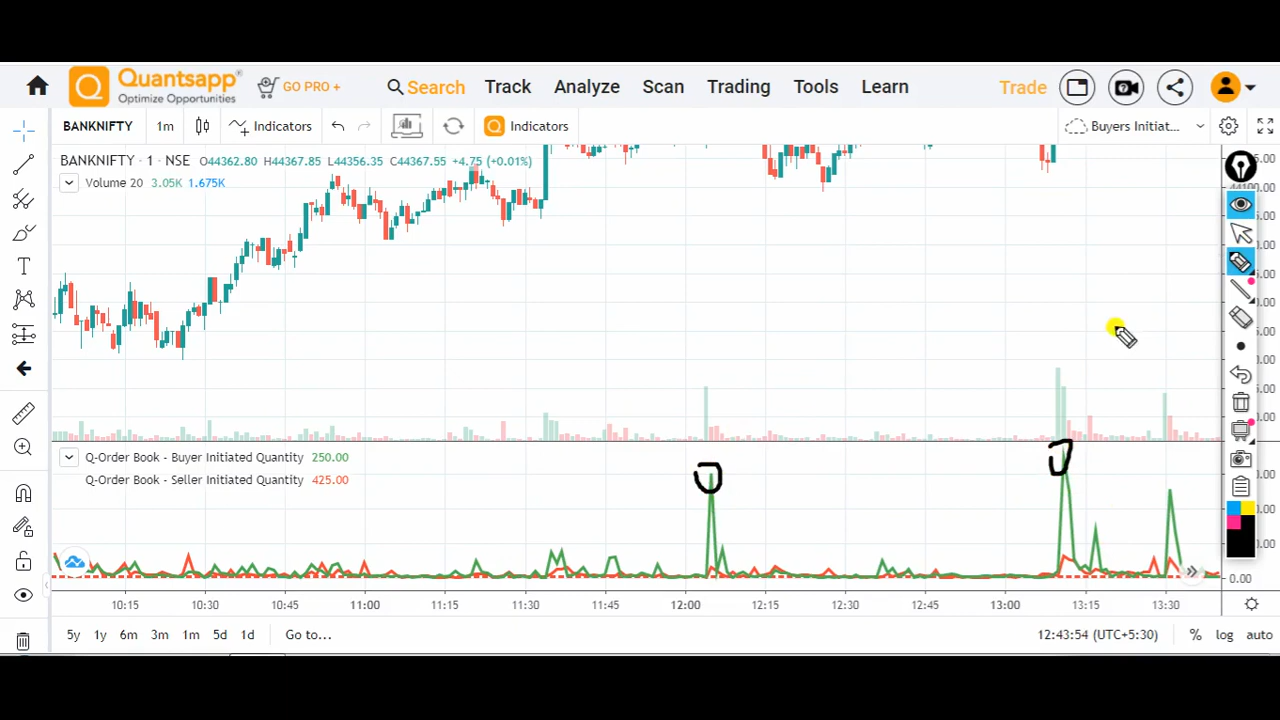 Quantsapp®
Optimize Opportunities
GO PRO +
Search
Track
Analyze
Scan
Trading
Tools
Learn
Trade
BANKNIFTY
1m
Indicators
Indicators
Buyers Initiat...
BANKNIFTY · 1 · NSE O44362.80 H44367.85 L44356.35 C44367.55 +4.75 (+0.01%)
Volume 20 3.05K 1.675K
Q-Order Book - Buyer Initiated Quantity 250.00
Q-Order Book - Seller Initiated Quantity 425.00
0.00
10:15 10:30 10:45 11:00 11:15 11:30 11:45 12:00 12:15 12:30 12:45 13:00 13:15 13:30
5y 1y 6m 3m 1m 5d 1d Go to... 12:43:54 (UTC+5:30) % log auto